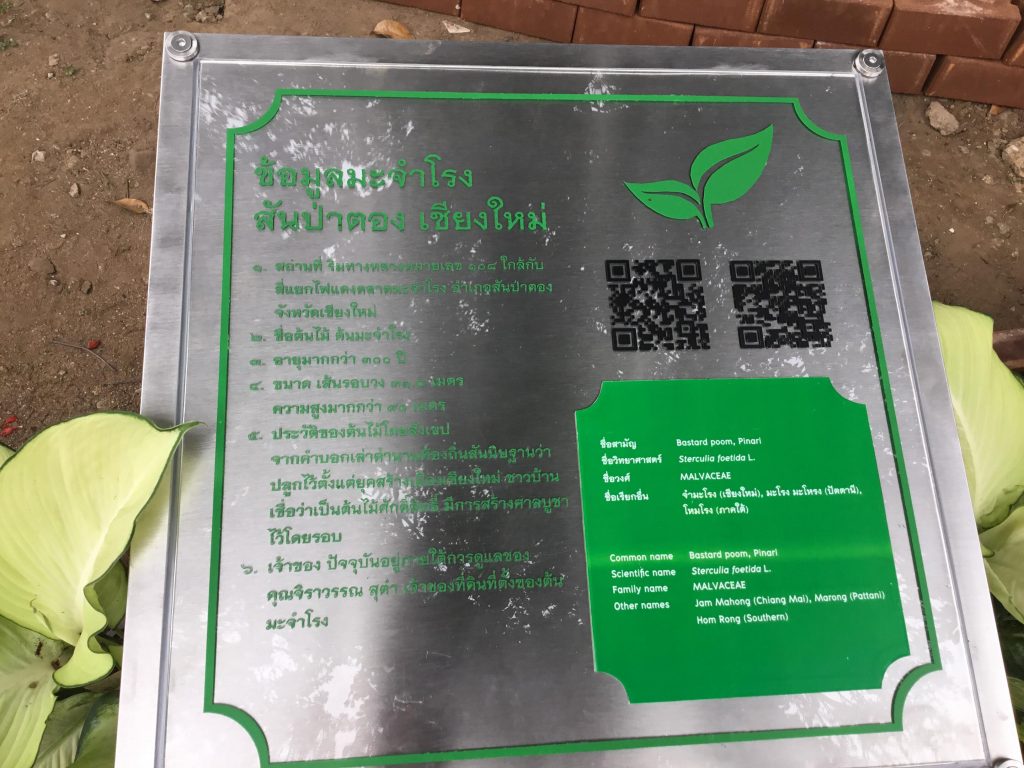 ข้อมูลมะจำโรง
สันป่าตอง เชียงใหม่
๑. สถานที่ ริมทางหลวงหมายเลข ๑๐๘ ใกล้กับ
สี่แยกไฟแดงตลาดมะจำโรง อำเภอสันป่าตอง
จังหวัดเชียงใหม่
๒. ชื่อต้นไม้ ต้นมะจำโรง
๓. อายุมากกว่า ๓๐๐ ปี
๔. ขนาด เส้นรอบวง เมตร
ความสูงมากกว่า เมตร
๕. ประวัติของต้นไม้โดยสังเขป
จากคำบอกเล่าตำนานท้องถิ่นสันนิษฐานว่า
ปลูกไว้ตั้งแต่ยุคสร้างเมืองเชียงใหม่ ชาวบ้าน
เชื่อว่าเป็นต้นไม้ศักดิ์สิทธิ์ มีการสร้างศาลบูชา
ไว้โดยรอบ
๖. เจ้าของ ปัจจุบันอยู่ภายใต้การดูแลของ
คุณจิราวรรณ สุต๋า เจ้าของที่ดินที่ตั้งของต้น
มะจำโรง
ชื่อสามัญ Bastard poom, Pinari
ชื่อวิทยาศาสตร์ Sterculia foetida L.
ชื่อวงศ์ MALVACEAE
ชื่อเรียกอื่น จำมะโรง (เชียงใหม่), มะโรง มะโหรง (ปัตตานี),
โหมโรง (ภาคใต้)
Common name Bastard poom, Pinari
Scientific name Sterculia foetida L.
Family name MALVACEAE
Other names Jam Mahong (Chiang Mai), Marong (Pattani)
Hom Rong (Southern)